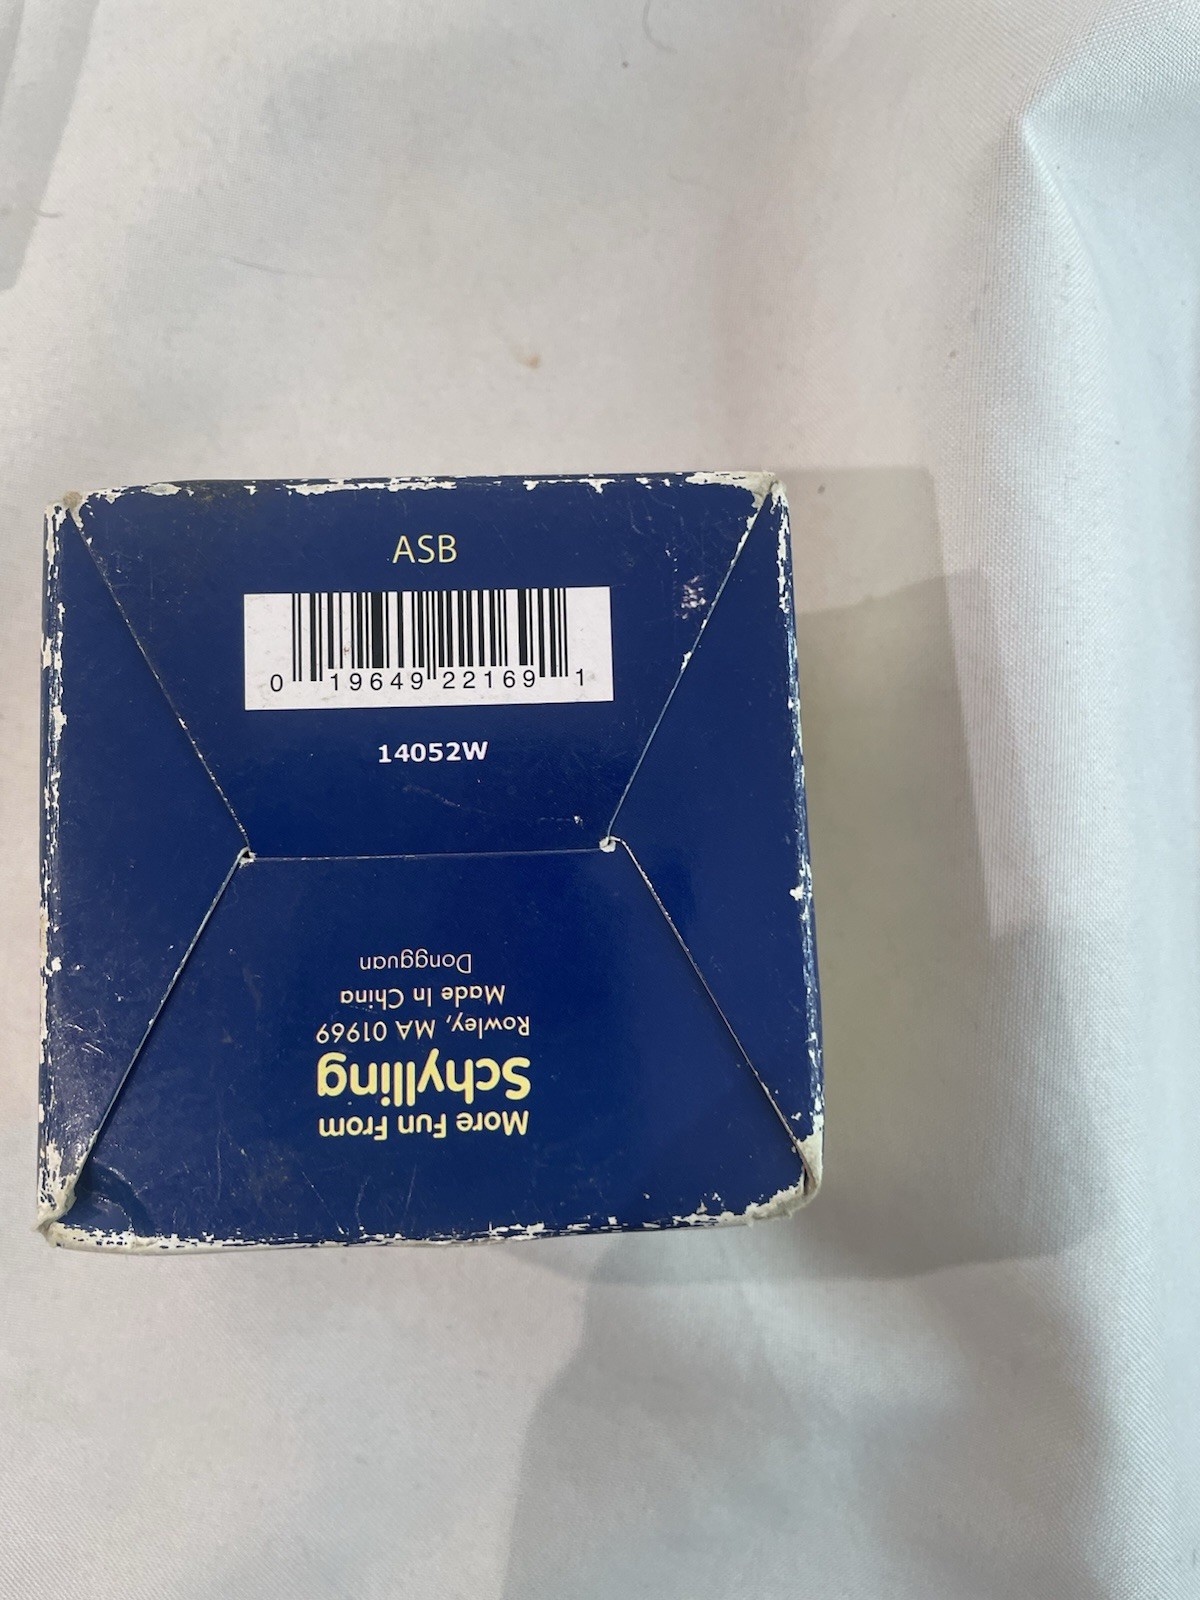 ASB
0 19649 22169 1
14052W
More Fun From
Schylling
Rowley, MA 01969
Made In China
Dongguan